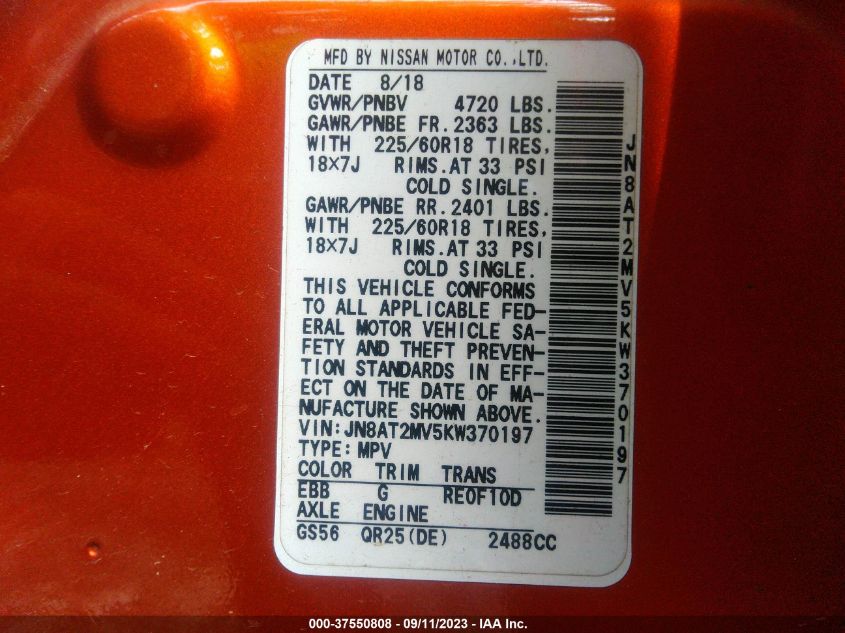 MFD BY NISSAN MOTOR CO.,LTD.
DATE 8/18
GVWR/PNBV 4720 LBS.
GAWR/PNBE FR.2363 LBS.
WITH 225/60R18 TIRES,
18X7J RIMS.AT 33 PSI
COLD SINGLE.
GAWR/PNBE RR.2401 LBS.
WITH 225/60R18 TIRES,
18X7J RIMS.AT 33 PSI
COLD SINGLE.
THIS VEHICLE CONFORMS
TO ALL APPLICABLE FED-
ERAL MOTOR VEHICLE SA-
FETY AND THEFT PREVEN-
TION STANDARDS IN EFF-
ECT ON THE DATE OF MA-
NUFACTURE SHOWN ABOVE.
VIN:JN8AT2MV5KW370197
TYPE:MPV
COLOR TRIM TRANS
EBB G RE0F10D
AXLE ENGINE
GS56 QR25(DE) 2488CC
JN8AT2MV5KW370197
000-37550808 - 09/11/2023 - IAA Inc.